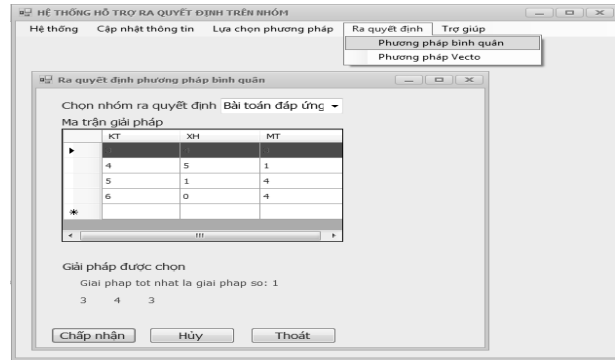 HỆ THỐNG HỖ TRỢ RA QUYẾT ĐỊNH TRÊN NHÓM
Hệ thống Cập nhật thông tin Lựa chọn phương pháp Ra quyết định Trợ giúp
Phương pháp bình quân
Phương pháp Vecto
Ra quyết định phương pháp bình quân
Chọn nhóm ra quyết định Bài toán đáp ứng
Ma trận giải pháp
KT XH MT
4 5 1
5 1 4
6 0 4
Giải pháp được chọn
Giai phap tot nhat la giai phap so: 1
3 4 3
Chấp nhận Hủy Thoát